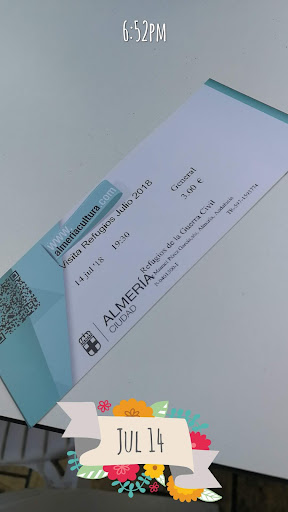 6:52PM
www.
almeriacultura.com
Visita Refugios Julio 2018
14 jul '18
19:30
General
3.00 €
Refugios de la Guerra Civil
ALMERÍA
CIUDAD
Jul 14